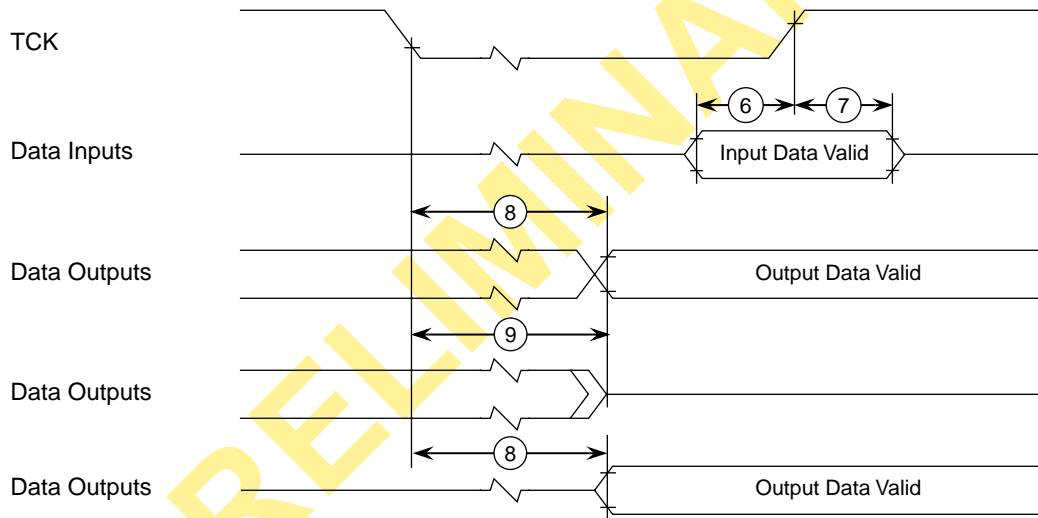 TCK
6 7
Data Inputs Input Data Valid
8
Data Outputs Output Data Valid
9
Data Outputs
8
Data Outputs Output Data Valid
RELIMINA